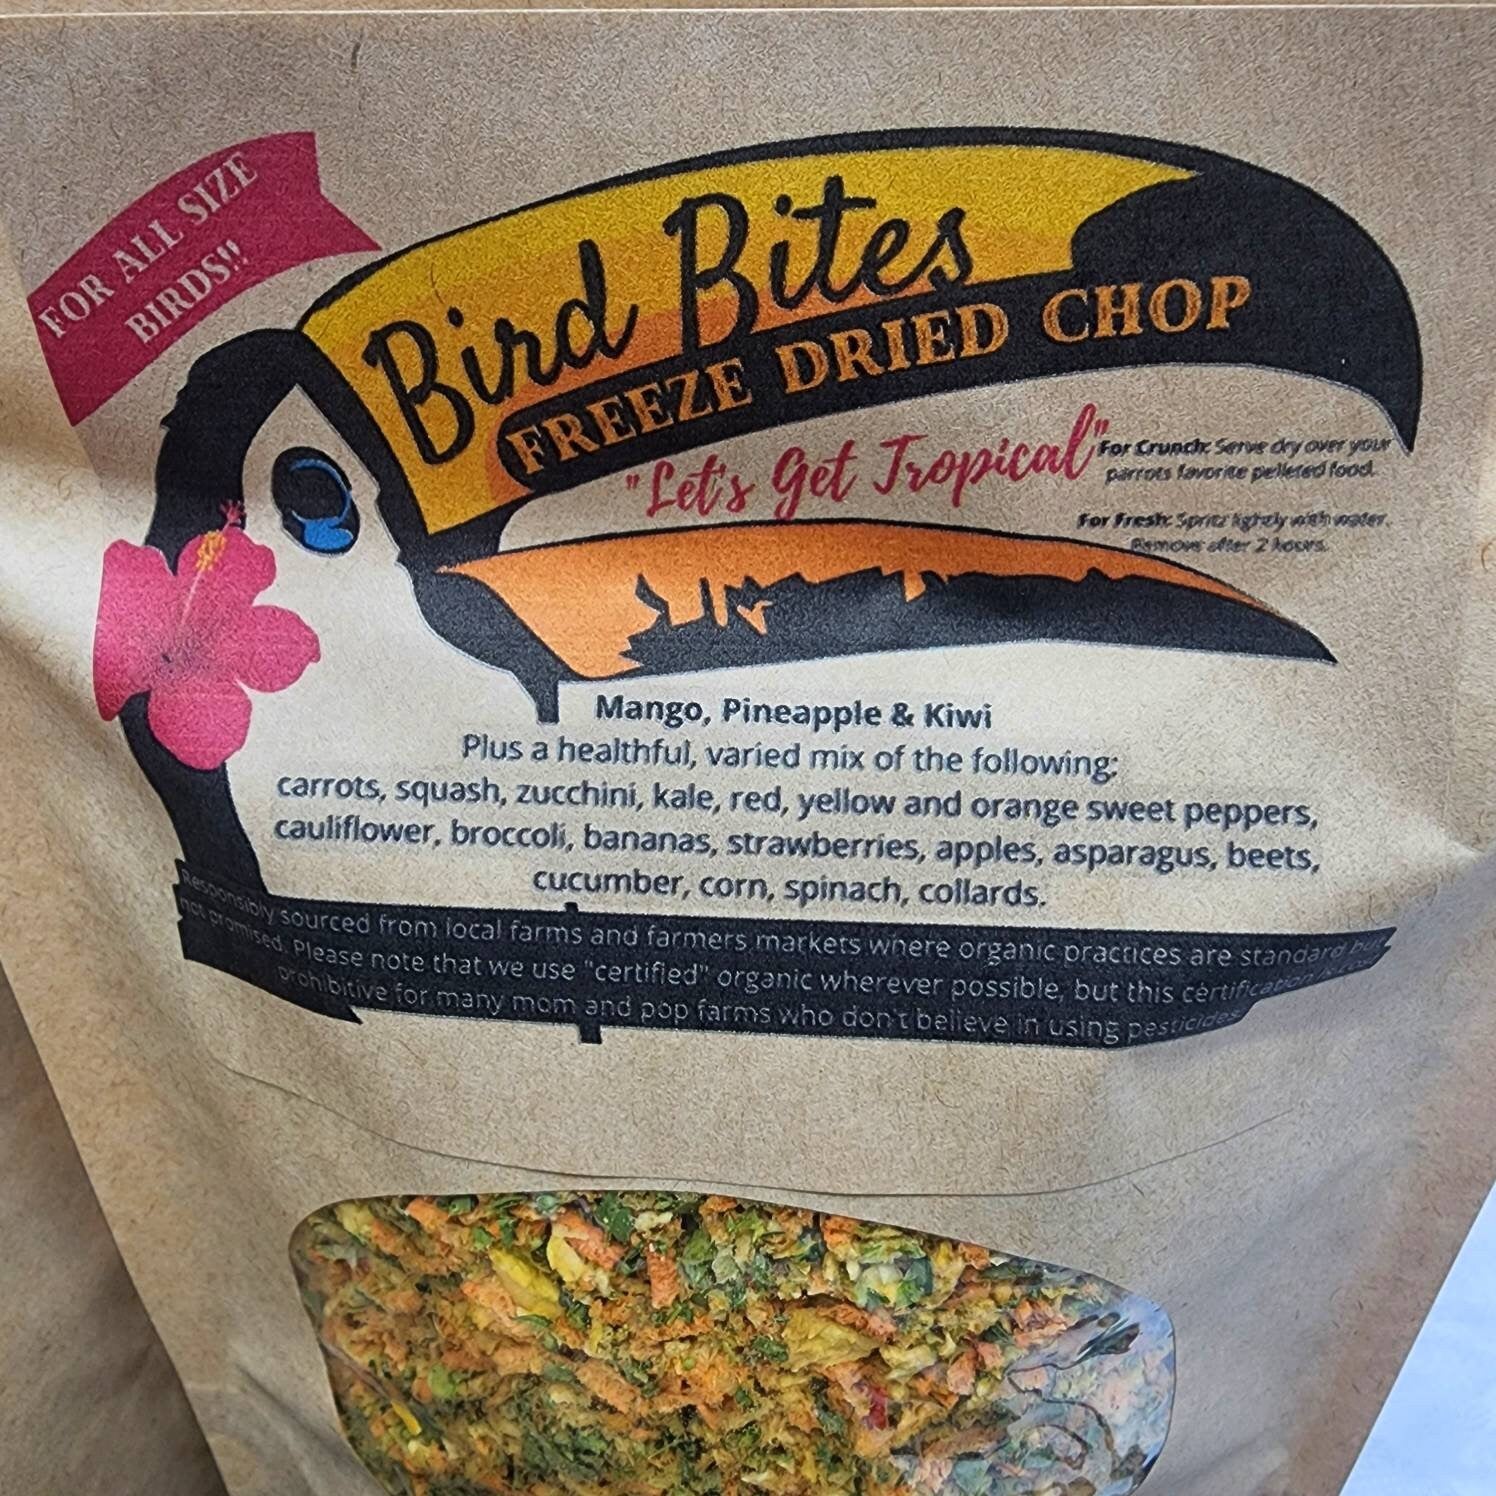 FOR ALL SIZE
BIRDS!!
Bird Bites
FREEZE DRIED CHOP
"Let's Get Tropical"
For Crunch: Serve dry over your
parrots favorite pelleted food.
For Fresh: Spritz lightly with water.
Remove after 2 hours.
Mango, Pineapple & Kiwi
Plus a healthful, varied mix of the following:
carrots, squash, zucchini, kale, red, yellow and orange sweet peppers,
cauliflower, broccoli, bananas, strawberries, apples, asparagus, beets,
cucumber, corn, spinach, collards.
Responsibly sourced from local farms and farmers markets where organic practices are standard but
not promised. Please note that we use "certified" organic wherever possible, but this certification is cost
prohibitive for many mom and pop farms who don't believe in using pesticides.